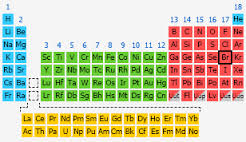 1 18
H 2 13 14 15 16 17 He
Li Be B C N O F Ne
Na Mg 3 4 5 6 7 8 9 10 11 12 Al Si P S Cl Ar
K Ca Sc Ti V Cr Mn Fe Co Ni Cu Zn Ga Ge As Se Br Kr
Rb Sr Y Zr Nb Mo Tc Ru Rh Pd Ag Cd In Sn Sb Te I Xe
Cs Ba Lu Hf Ta W Re Os Ir Pt Au Hg Tl Pb Bi Po At Rn
Fr Ra Lr Rf Db Sg Bh Hs Mt Ds Rg Cn Fl Lv
La Ce Pr Nd Pm Sm Eu Gd Tb Dy Ho Er Tm Yb
Ac Th Pa U Np Pu Am Cm Bk Cf Es Fm Md No